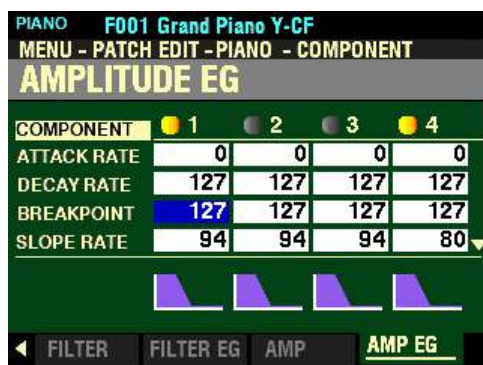 PIANO F001 Grand Piano Y-CF
MENU - PATCH EDIT - PIANO - COMPONENT
AMPLITUDE EG
COMPONENT 1 2 3 4
ATTACK RATE 0 0 0 0
DECAY RATE 127 127 127 127
BREAKPOINT 127 127 127 127
SLOPE RATE 94 94 94 80
FILTER FILTER EG AMP AMP EG